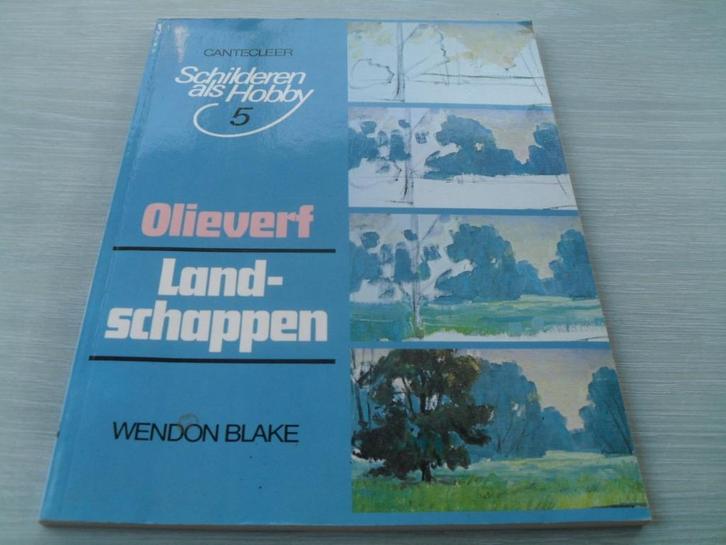 CANTECLEER
Schilderen
als Hobby
5
Olieverf
Land-
schappen
WENDON BLAKE